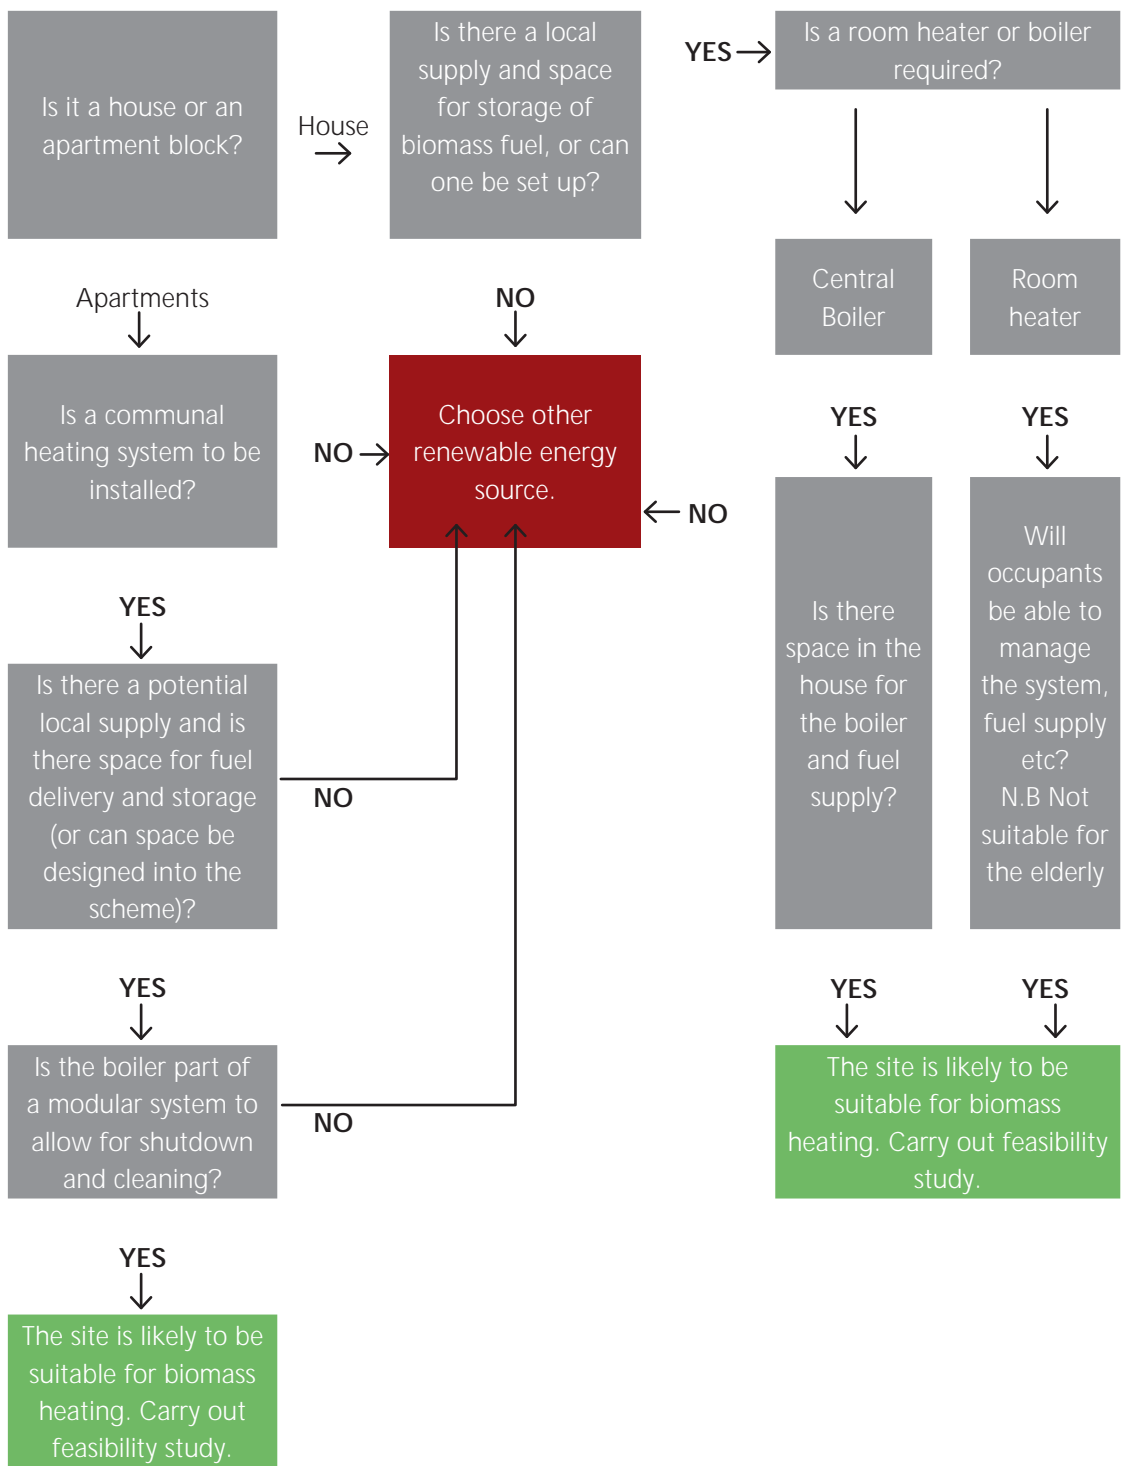 Is it a house or an
apartment block?
House
Is there a local
supply and space
for storage of
biomass fuel, or can
one be set up?
YES
Is a room heater or boiler
required?
Central
Boiler
Room
heater
Apartments
NO
Is a communal
heating system to be
installed?
NO
Choose other
renewable energy
source.
NO
YES
YES
Is there
space in the
house for
the boiler
and fuel
supply?
Will
occupants
be able to
manage
the system,
fuel supply
etc?
N.B Not
suitable for
the elderly
YES
Is there a potential
local supply and is
there space for fuel
delivery and storage
(or can space be
designed into the
scheme)?
NO
YES
Is the boiler part of
a modular system to
allow for shutdown
and cleaning?
NO
YES
YES
The site is likely to be
suitable for biomass
heating. Carry out feasibility
study.
YES
The site is likely to be
suitable for biomass
heating. Carry out
feasibility study.